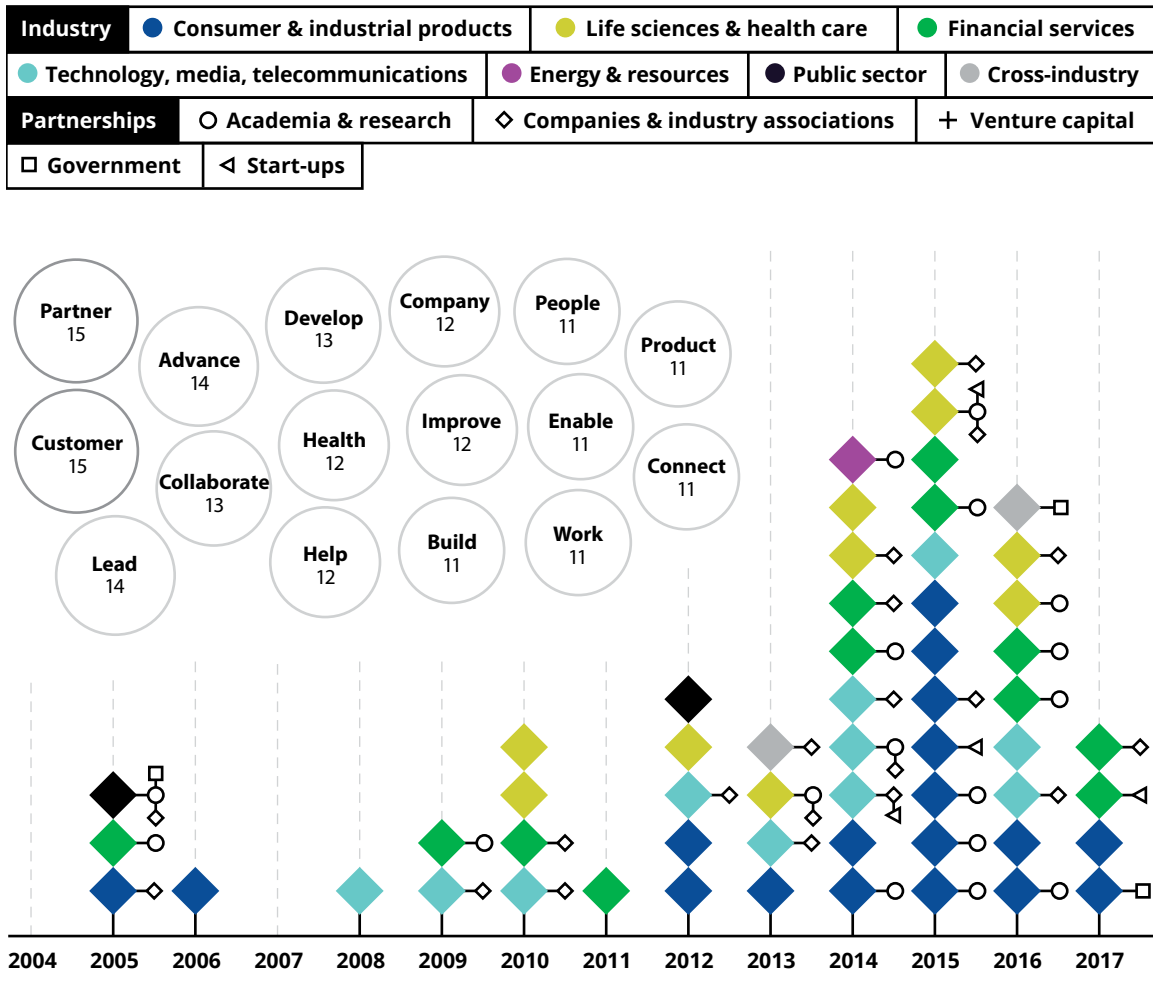 Industry Consumer & industrial products Life sciences & health care Financial services
Technology, media, telecommunications Energy & resources Public sector Cross-industry
Partnerships Academia & research Companies & industry associations Venture capital
Government Start-ups
Partner
15
Advance
14
Develop
13
Company
12
People
11
Product
11
Customer
15
Collaborate
13
Health
12
Improve
12
Enable
11
Connect
11
Lead
14
Help
12
Build
11
Work
11
2004 2005 2006 2007 2008 2009 2010 2011 2012 2013 2014 2015 2016 2017